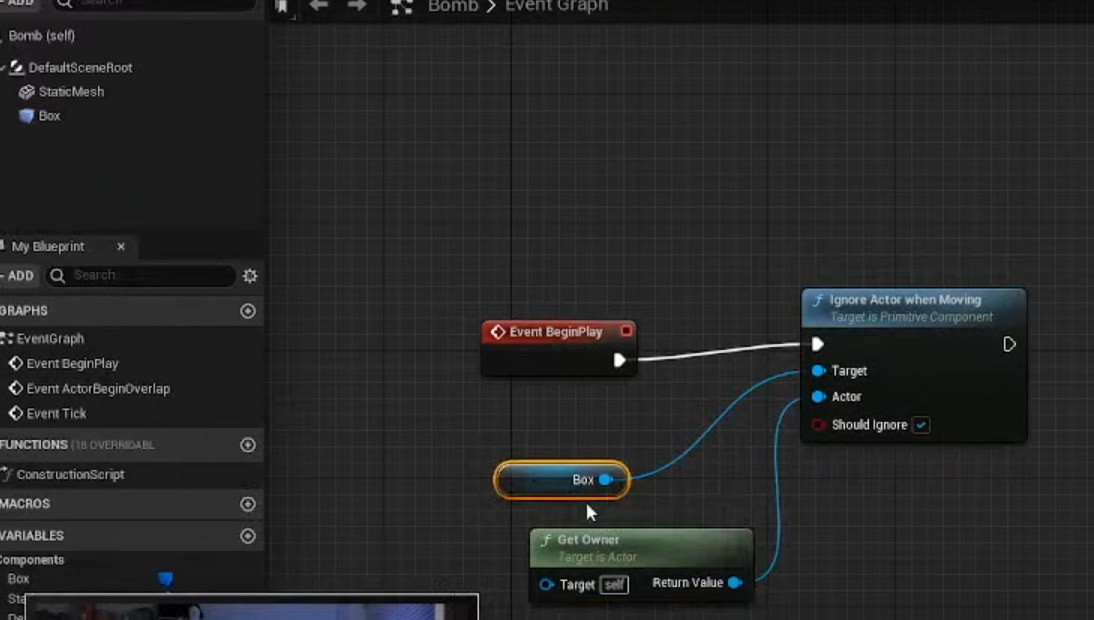 ADD
Search
Bomb > Event Graph
Bomb (self)
DefaultSceneRoot
StaticMesh
Box
My Blueprint
ADD
Search
GRAPHS
EventGraph
Event BeginPlay
Event ActorBeginOverlap
Event Tick
FUNCTIONS (18 OVERRIDABL
ConstructionScript
MACROS
VARIABLES
Components
Box
Event BeginPlay
Ignore Actor when Moving
Target is Primitive Component
Target
Actor
Should Ignore
Box
Get Owner
Target is Actor
Target self
Return Value